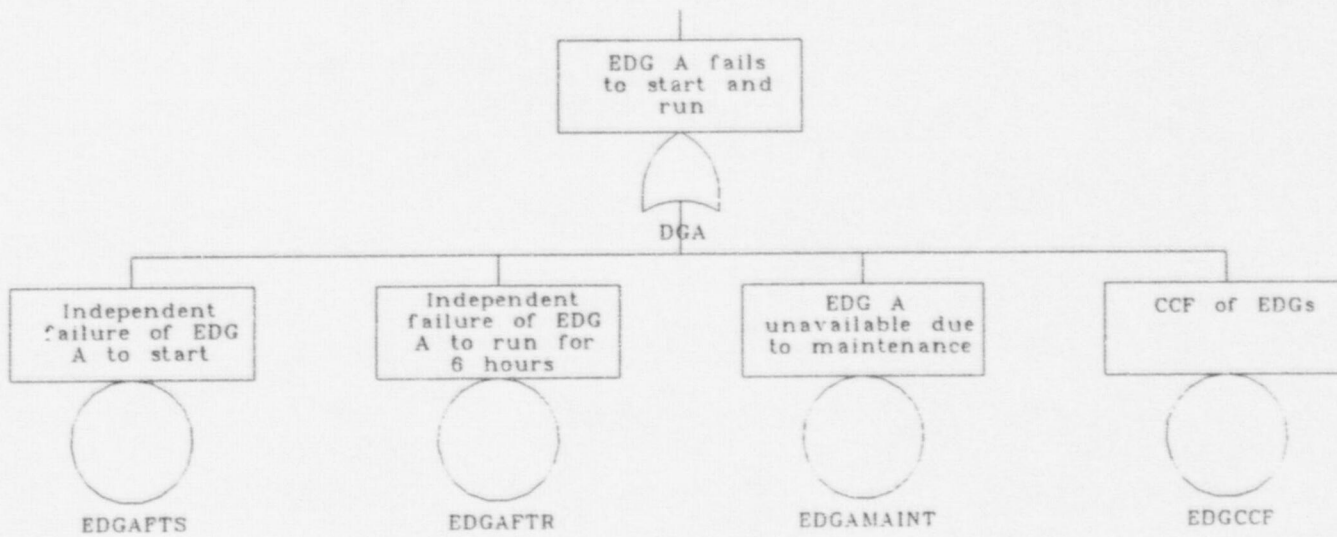 EDG A fails
to start and
run
DGA
Independent
failure of EDG
A to start
Independent
failure of EDG
A to run for
6 hours
EDG A
unavailable due
to maintenance
CCF of EDGs
EDGAFTS
EDGAFTR
EDGAMAINT
EDGCCF